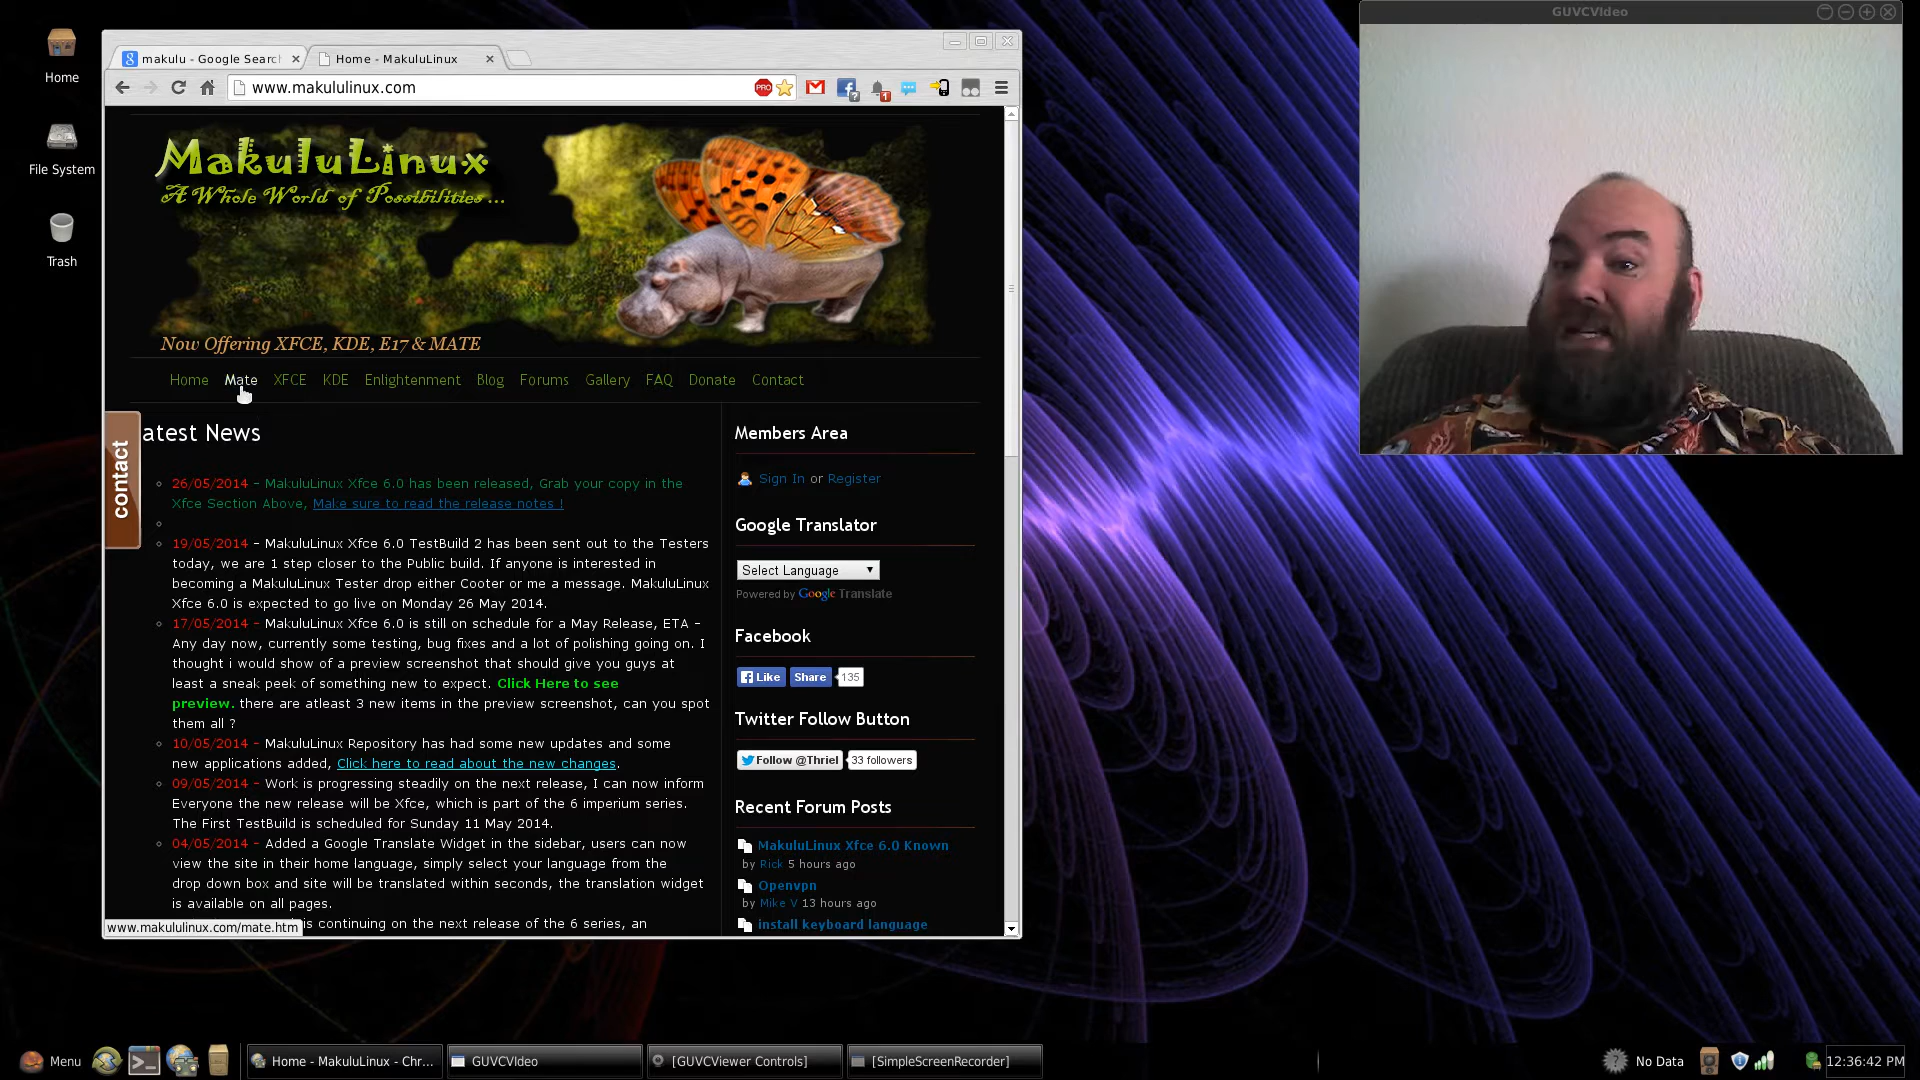 GUVCVIdeo
Home
File System
Trash
makulu - Google Search
Home - MakuluLinux
www.makululinux.com
PRO
?
1
MakuluLinux
A Whole World of Possibilities ...
Now Offering XFCE, KDE, E17 & MATE
Home Mate XFCE KDE Enlightenment Blog Forums Gallery FAQ Donate Contact
contact
atest News
26/05/2014 - MakuluLinux Xfce 6.0 has been released, Grab your copy in the
Xfce Section Above, Make sure to read the release notes !
19/05/2014 - MakuluLinux Xfce 6.0 TestBuild 2 has been sent out to the Testers
today, we are 1 step closer to the Public build. If anyone is interested in
becoming a MakuluLinux Tester drop either Cooter or me a message. MakuluLinux
Xfce 6.0 is expected to go live on Monday 26 May 2014.
17/05/2014 - MakuluLinux Xfce 6.0 is still on schedule for a May Release, ETA -
Any day now, currently some testing, bug fixes and a lot of polishing going on. I
thought i would show of a preview screenshot that should give you guys at
least a sneak peek of something new to expect. Click Here to see
preview. there are atleast 3 new items in the preview screenshot, can you spot
them all ?
10/05/2014 - MakuluLinux Repository has had some new updates and some
new applications added, Click here to read about the new changes.
09/05/2014 - Work is progressing steadily on the next release, I can now inform
Everyone the new release will be Xfce, which is part of the 6 imperium series.
The First TestBuild is scheduled for Sunday 11 May 2014.
04/05/2014 - Added a Google Translate Widget in the sidebar, users can now
view the site in their home language, simply select your language from the
drop down box and site will be translated within seconds, the translation widget
is available on all pages.
is continuing on the next release of the 6 series, an
www.makululinux.com/mate.htm
Members Area
Sign In or Register
Google Translator
Select Language
Powered by Google Translate
Facebook
Like Share 135
Twitter Follow Button
Follow @Thriel 33 followers
Recent Forum Posts
MakuluLinux Xfce 6.0 Known
by Rick 5 hours ago
Openvpn
by Mike V 13 hours ago
install keyboard language
Menu
Home - MakuluLinux - Chr...
GUVCVIdeo
[GUVCViewer Controls]
[SimpleScreenRecorder]
No Data
12:36:42 PM